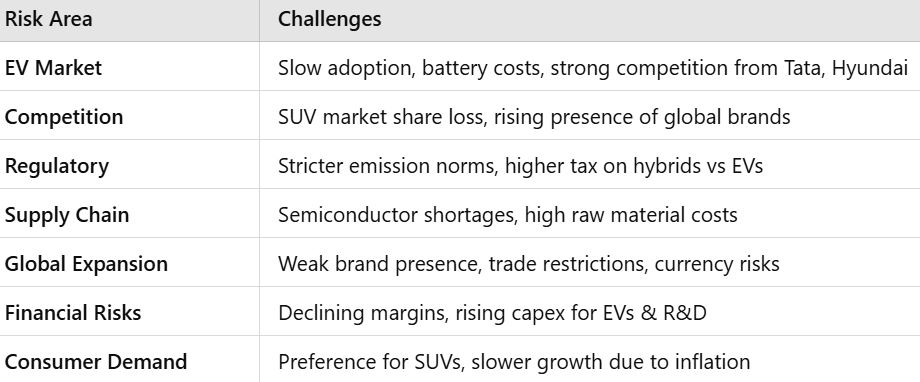 Risk Area Challenges
EV Market Slow adoption, battery costs, strong competition from Tata, Hyundai
Competition SUV market share loss, rising presence of global brands
Regulatory Stricter emission norms, higher tax on hybrids vs EVs
Supply Chain Semiconductor shortages, high raw material costs
Global Expansion Weak brand presence, trade restrictions, currency risks
Financial Risks Declining margins, rising capex for EVs & R&D
Consumer Demand Preference for SUVs, slower growth due to inflation